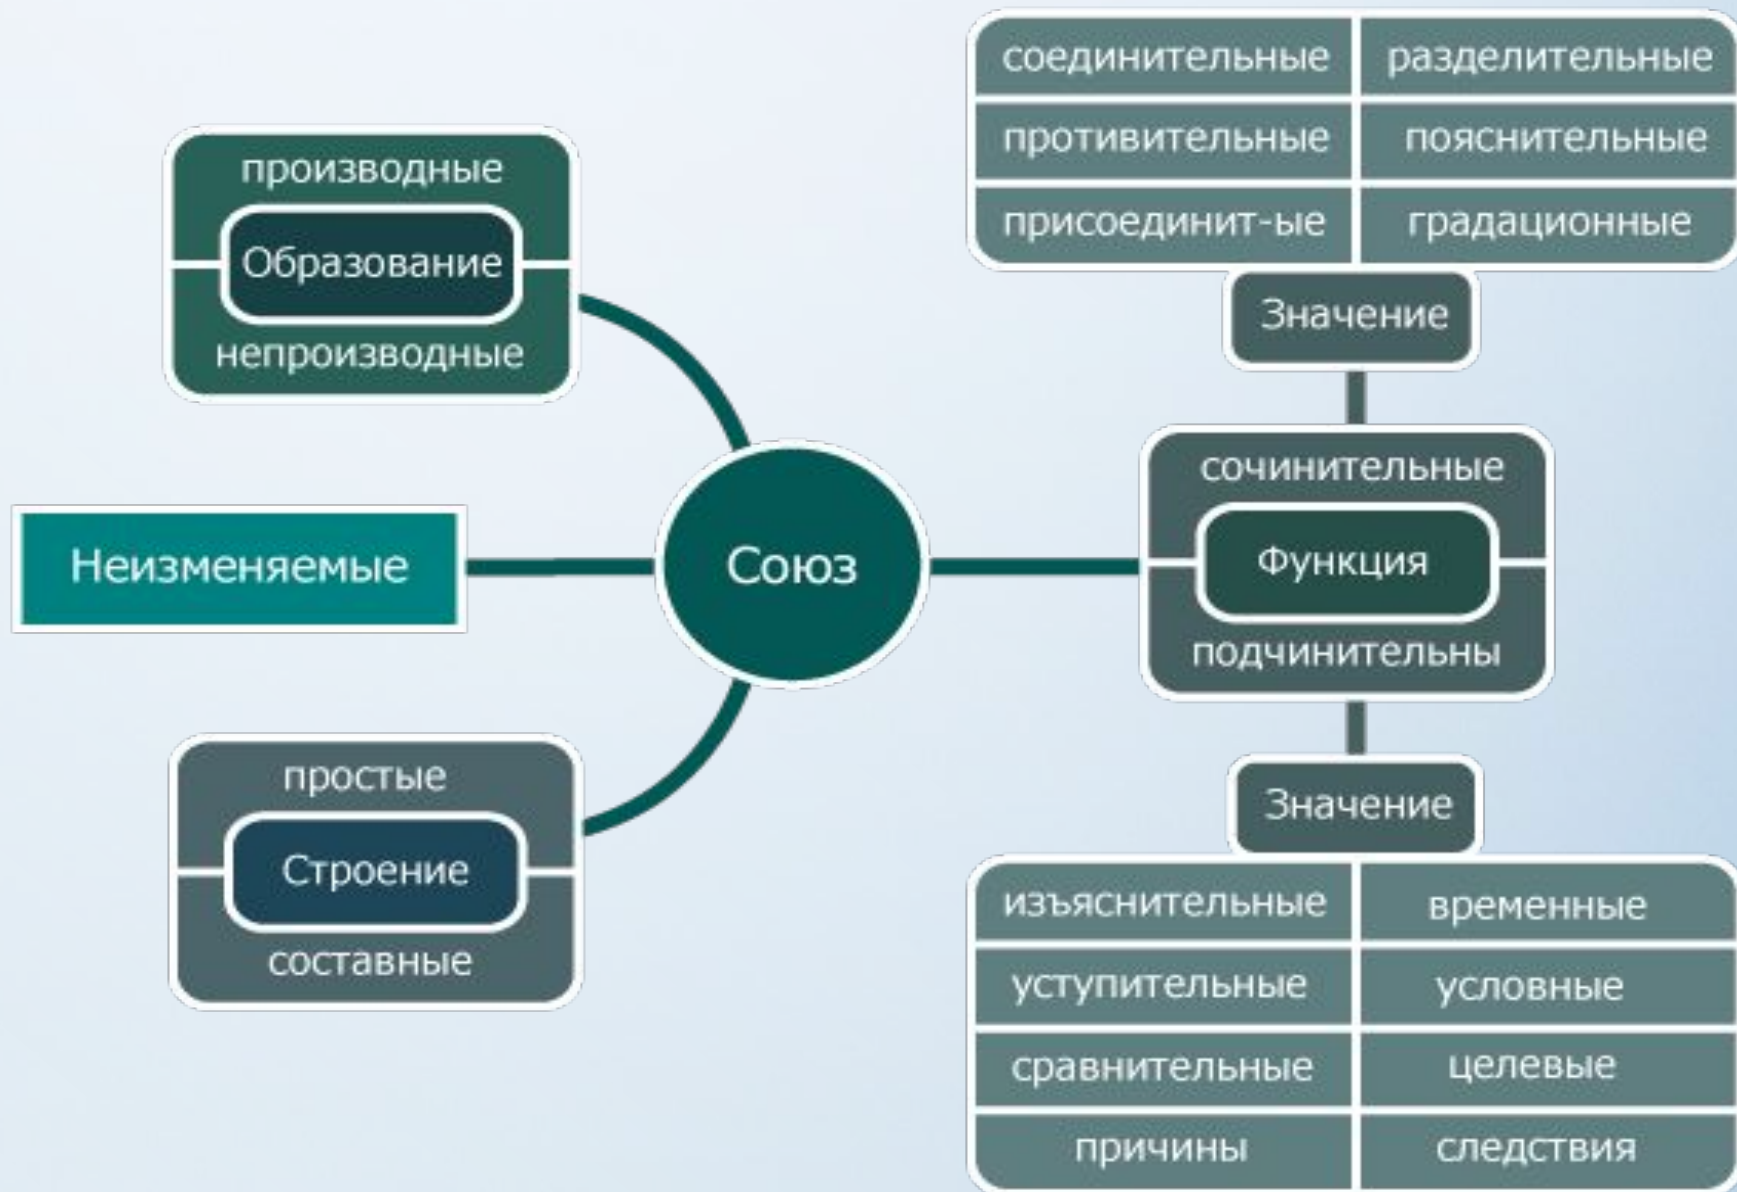 производные
Образование
непроизводные
Неизменяемые
Союз
простые
Строение
составные
соединительные разделительные
противительные пояснительные
присоединит-ые градационные
Значение
сочинительные
Функция
подчинительны
Значение
изъяснительные временные
уступительные условные
сравнительные целевые
причины следствия